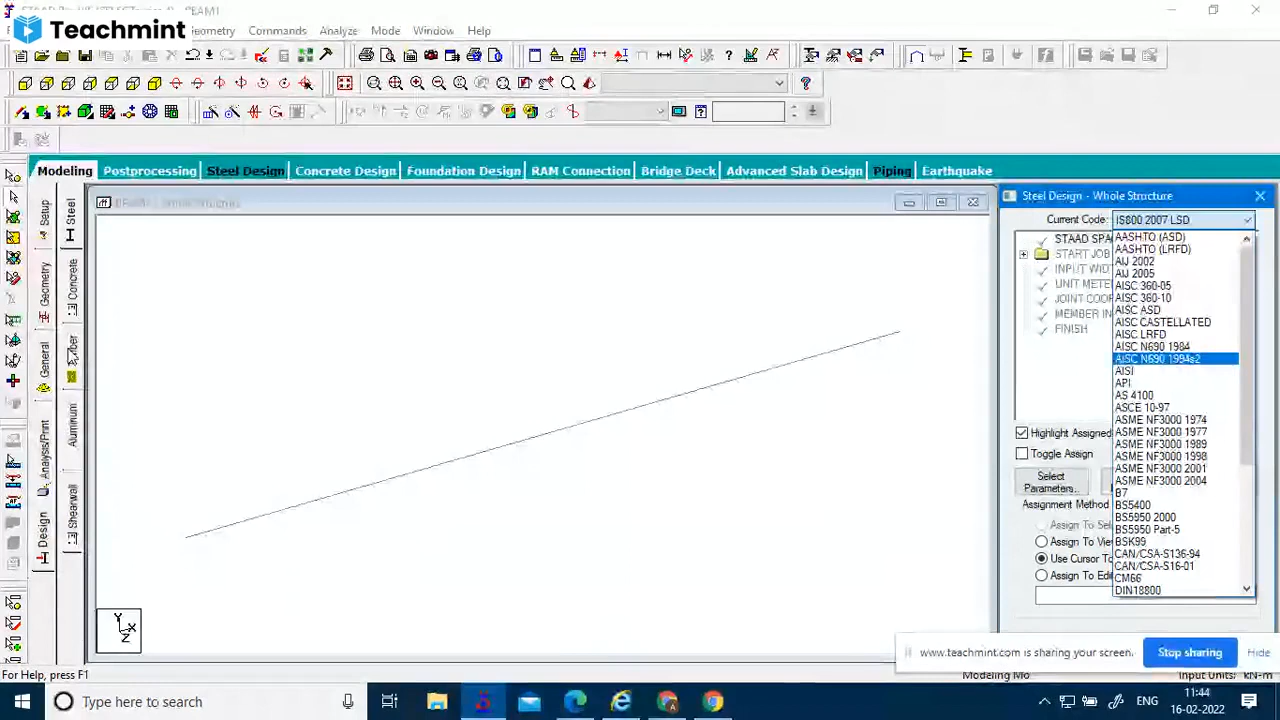 BEAM1
Teachmint
Geometry Commands Analyze Mode Window Help
Modeling Postprocessing Steel Design Concrete Design Foundation Design RAM Connection Bridge Deck Advanced Slab Design Piping Earthquake
Setup
Geometry
General
Analysis/Print
Design
Steel
Concrete
Aluminum
Shearwall
Steel Design - Whole Structure
Current Code: IS800 2007 LSD
STAAD SPA
START JOB
INPUT WID
UNIT METE
JOINT COO
MEMBER IN
FINISH
AASHTO (ASD)
AASHTO (LRFD)
AIJ 2002
AIJ 2005
AISC 360-05
AISC 360-10
AISC ASD
AISC CASTELLATED
AISC LRFD
AISC N690 1984
AISC N690 1994s2
AISI
API
AS 4100
ASCE 10-97
ASME NF3000 1974
ASME NF3000 1977
ASME NF3000 1989
ASME NF3000 1998
ASME NF3000 2001
ASME NF3000 2004
B7
BS5400
BS5950 2000
BS5950 Part-5
BSK99
CAN/CSA-S136-94
CAN/CSA-S16-01
CM66
DIN18800
Highlight Assigned
Toggle Assign
Select
Parameters...
Assignment Method
Assign To Sel
Assign To Vie
Use Cursor To
Assign To Edi
Y
X
Z
www.teachmint.com is sharing your screen. Stop sharing Hide
For Help, press F1
Modeling Mo Input Units: kN-m
Type here to search
ENG
11:44
16-02-2022